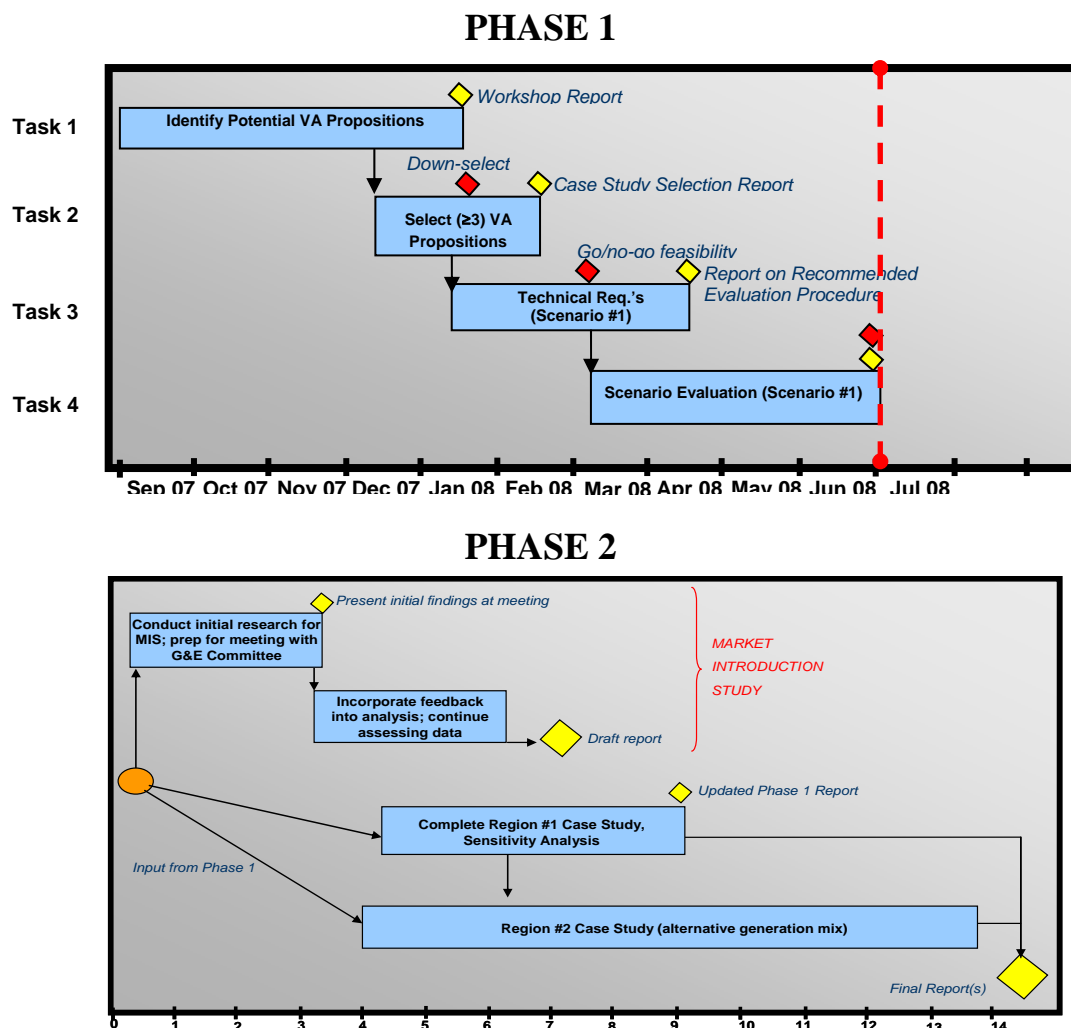 PHASE 1
Workshop Report
Task 1
Identify Potential VA Propositions
Down-select
Case Study Selection Report
Task 2
Select (≥3) VA
Propositions
Go/no-go feasibility
Report on Recommended
Evaluation Procedure
Task 3
Technical Req.'s
(Scenario #1)
Task 4
Scenario Evaluation (Scenario #1)
Sep 07 Oct 07 Nov 07 Dec 07 Jan 08 Feb 08 Mar 08 Apr 08 May 08 Jun 08 Jul 08
PHASE 2
Present initial findings at meeting
Conduct initial research for
MIS; prep for meeting with
G&E Committee
MARKET
INTRODUCTION
STUDY
Incorporate feedback
into analysis; continue
assessing data
Draft report
Updated Phase 1 Report
Complete Region #1 Case Study,
Sensitivity Analysis
Input from Phase 1
Region #2 Case Study (alternative generation mix)
Final Report(s)
0 1 2 3 4 5 6 7 8 9 10 11 12 13 14